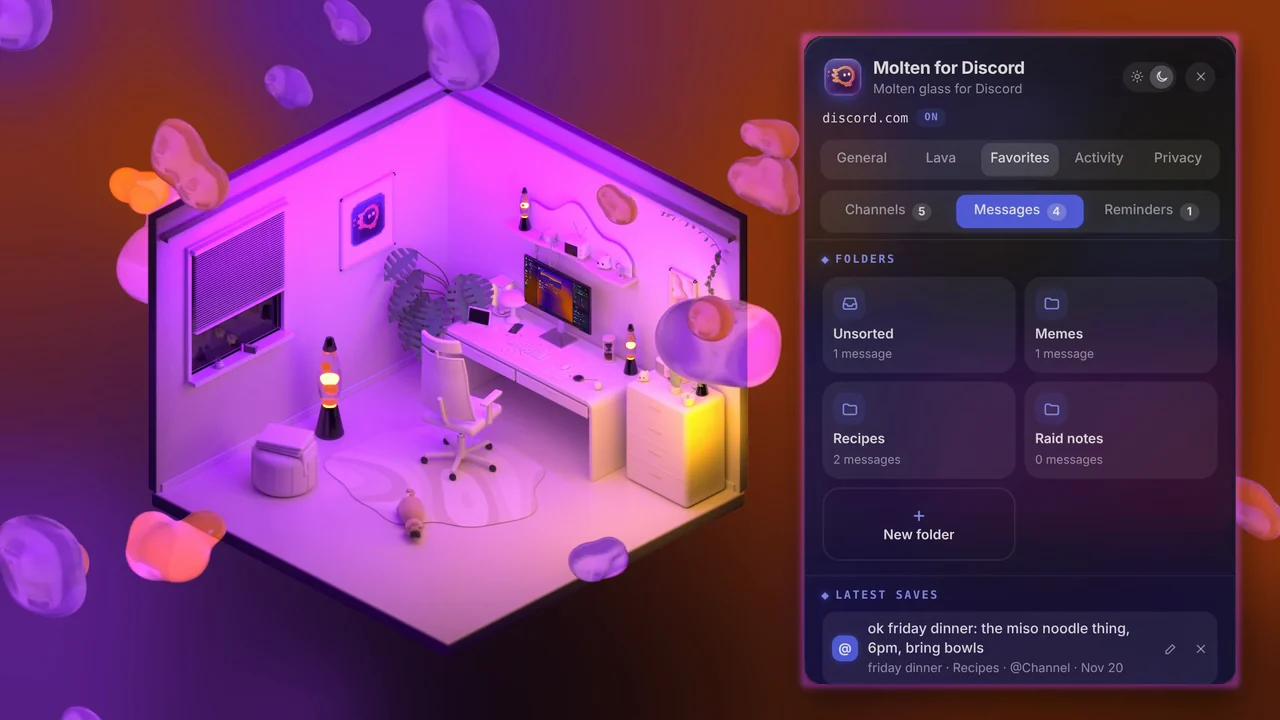 Molten for Discord
Molten glass for Discord
discord.com ON
General Lava Favorites Activity Privacy
Channels 5 Messages 4 Reminders 1
FOLDERS
Unsorted
1 message
Memes
1 message
Recipes
2 messages
Raid notes
0 messages
+
New folder
LATEST SAVES
@
ok friday dinner: the miso noodle thing,
6pm, bring bowls
friday dinner · Recipes · @Channel · Nov 20